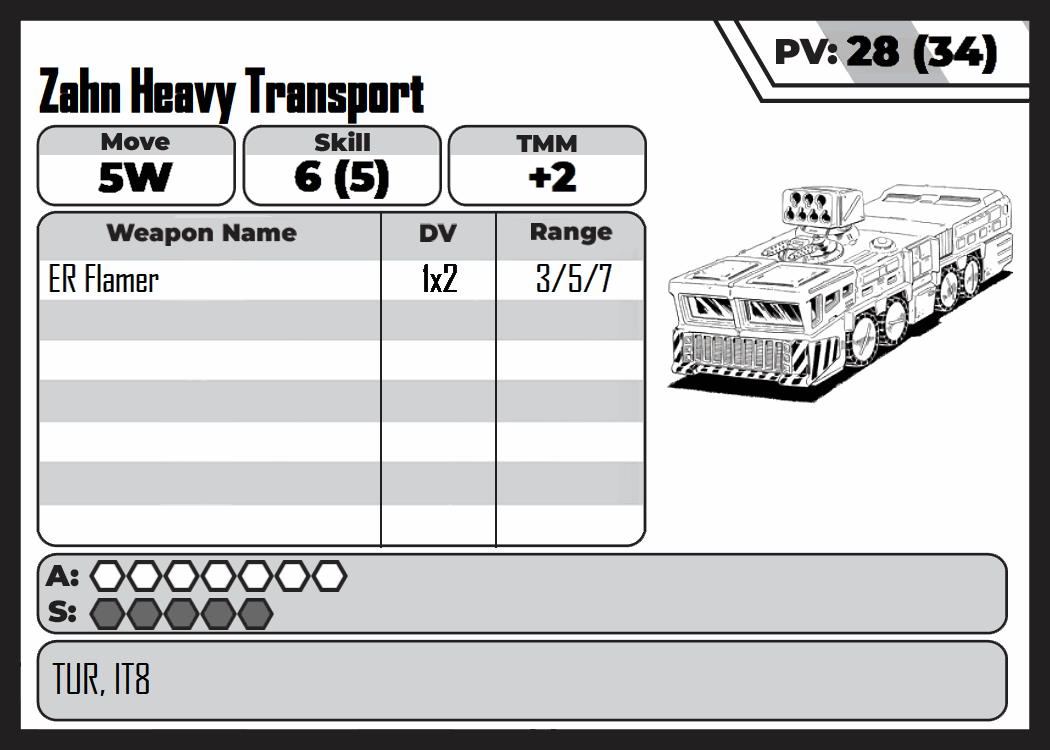 PV: 28 (34)
Zahn Heavy Transport
Move Skill TMM
5W 6 (5) +2
Weapon Name DV Range
ER Flamer 1x2 3/5/7
A:
S:
TUR, IT8